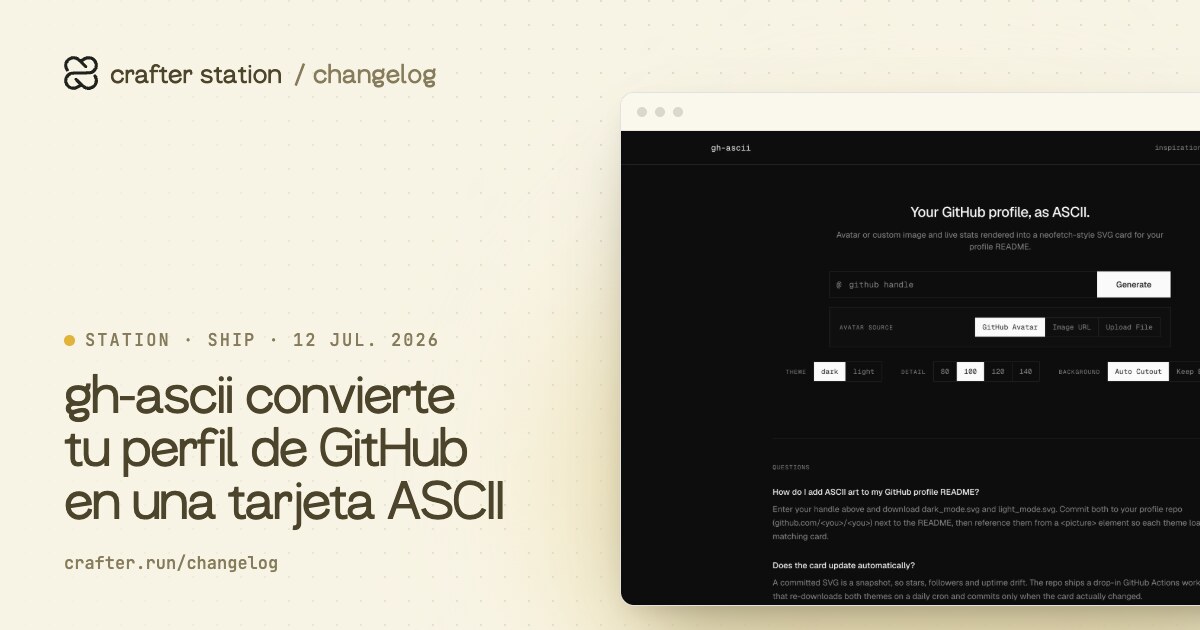 crafter station / changelog
STATION · SHIP · 12 JUL. 2026
gh-ascii convierte
tu perfil de GitHub
en una tarjeta ASCII
crafter.run/changelog
gh-ascii
inspiration
Your GitHub profile, as ASCII.
Avatar or custom image and live stats rendered into a neofetch-style SVG card for your
profile README.
@ github handle
Generate
AVATAR SOURCE
GitHub Avatar Image URL Upload File
THEME dark light DETAIL 80 100 120 140 BACKGROUND Auto Cutout Keep
QUESTIONS
How do I add ASCII art to my GitHub profile README?
Enter your handle above and download dark_mode.svg and light_mode.svg. Commit both to your profile repo
(github.com/<you>/<you>) next to the README, then reference them from a <picture> element so each theme loa
matching card.
Does the card update automatically?
A committed SVG is a snapshot, so stars, followers and uptime drift. The repo ships a drop-in GitHub Actions work
that re-downloads both themes on a daily cron and commits only when the card actually changed.